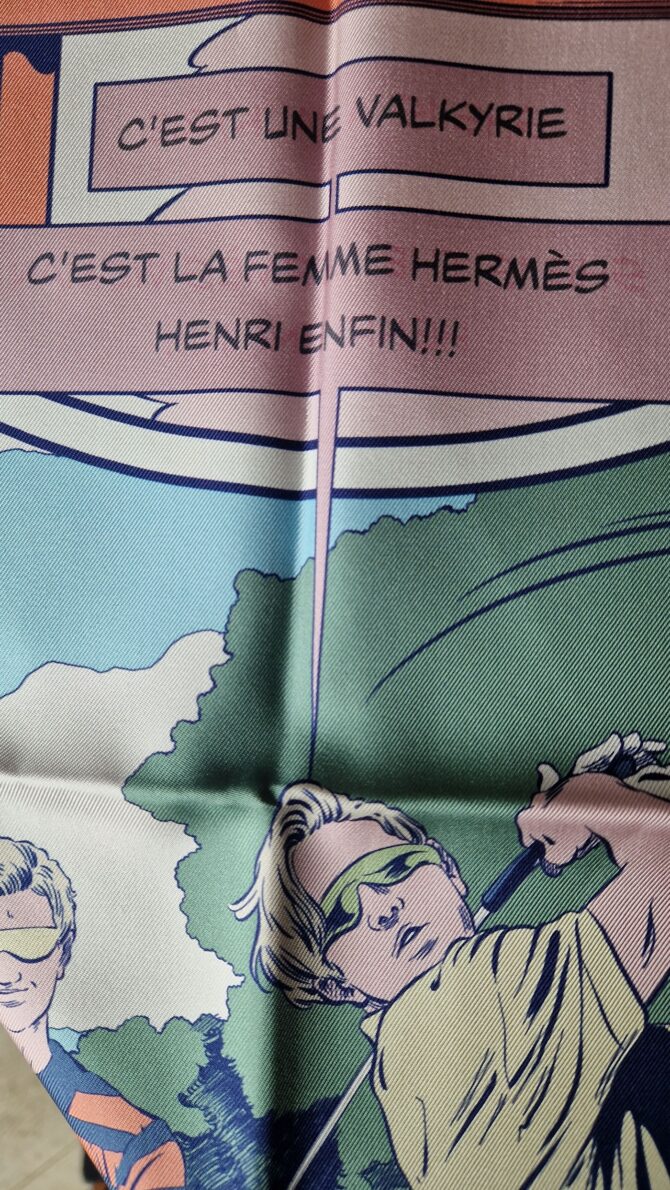 C'EST UNE VALKYRIE
C'EST LA FEMME HERMÈS
HENRI ENFIN!!!